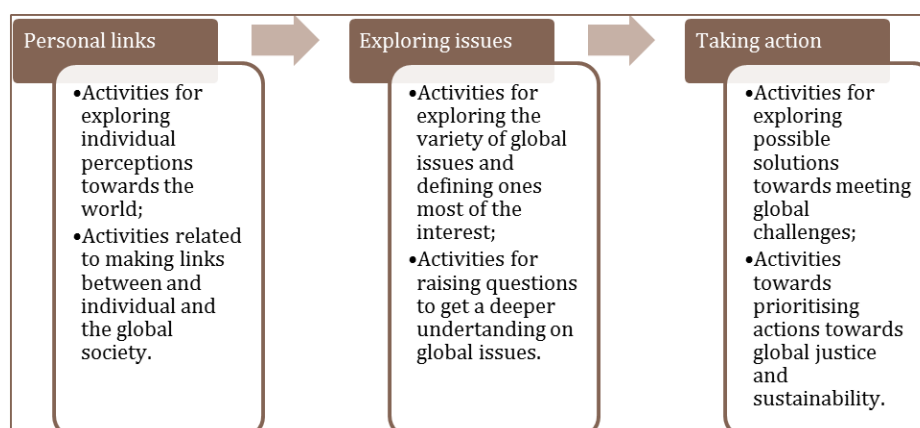 Personal links
•Activities for
exploring
individual
perceptions
towards the
world;
•Activities related
to making links
between and
individual and
the global
society.
Exploring issues
•Activities for
exploring the
variety of global
issues and
defining ones
most of the
interest;
•Activities for
raising questions
to get a deeper
undertanding on
global issues.
Taking action
•Activities for
exploring
possible
solutions
towards meeting
global
challenges;
•Activities
towards
prioritising
actions towards
global justice
and
sustainability.